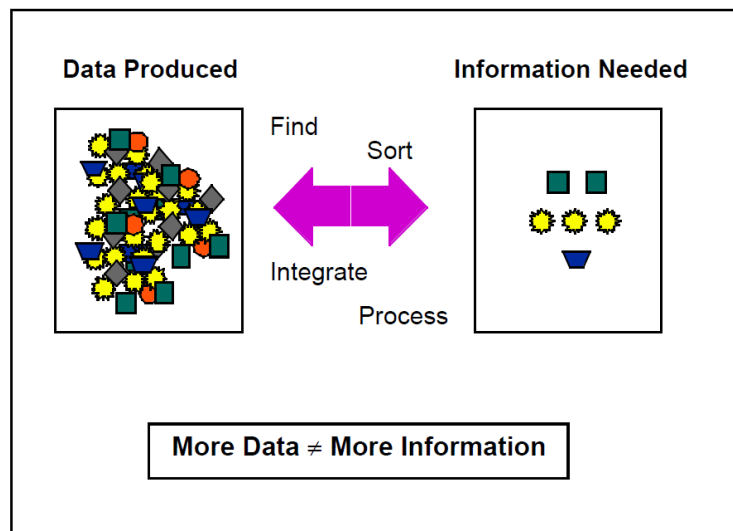 Data Produced
Information Needed
Find
Sort
Integrate
Process
More Data ≠ More Information